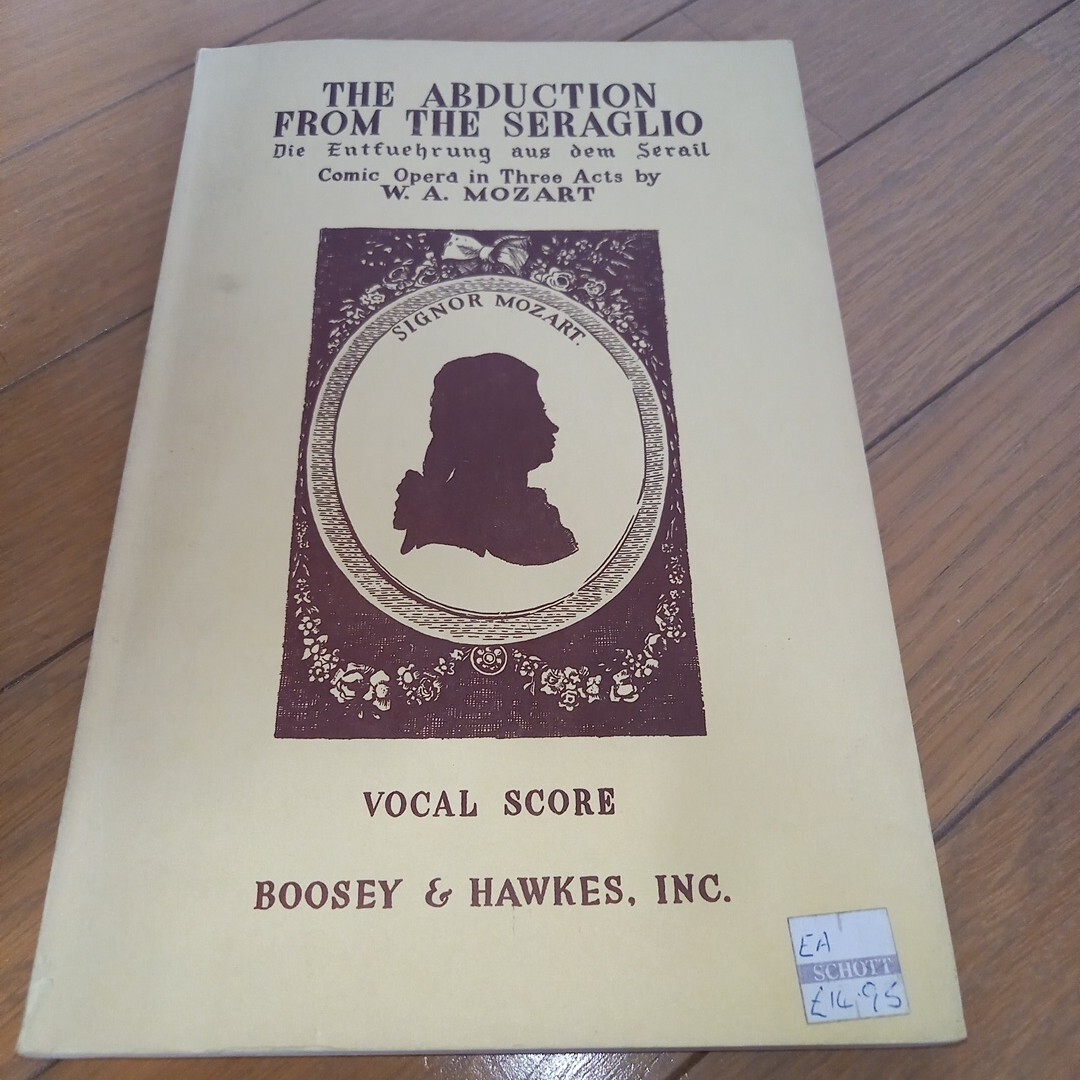 THE ABDUCTION
FROM THE SERAGLIO
Die Entfuehrung aus dem Serail
Comic Opera in Three Acts by
W. A. MOZART
SIGNOR MOZART.
VOCAL SCORE
BOOSEY & HAWKES, INC.
EA
SCHOTT
£14.95